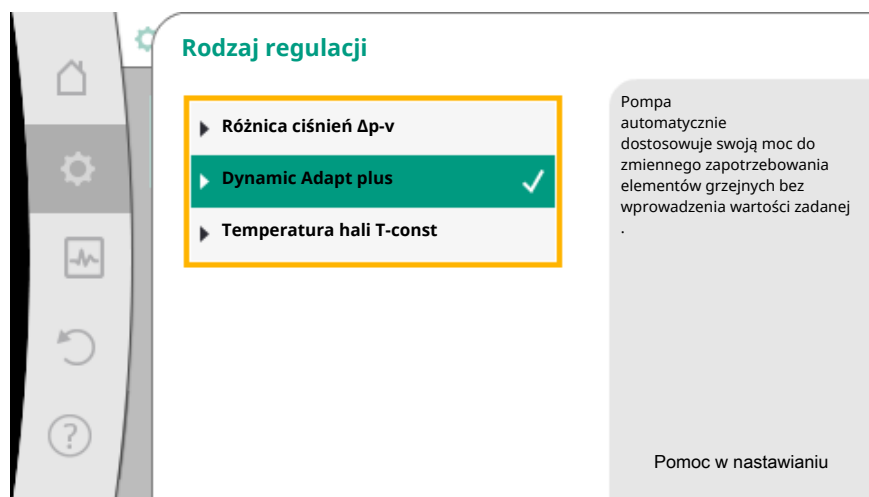 Rodzaj regulacji
Różnica ciśnień Δp-v
Dynamic Adapt plus
Temperatura hali T-const
Pompa
automatycznie
dostosowuje swoją moc do
zmiennego zapotrzebowania
elementów grzejnych bez
wprowadzenia wartości zadanej
.
Pomoc w nastawianiu
?